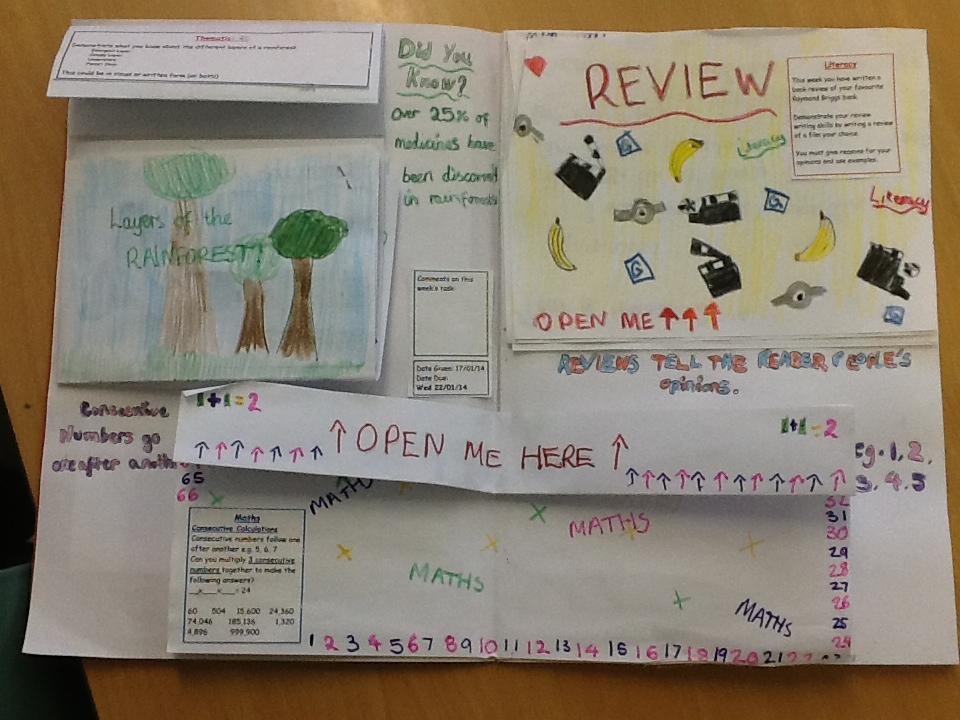 Thematic
Demonstrate what you know about the different layers of a rainforest
Emergent Layer
Canopy Layer
Understory
Forest Floor
This could be in visual or written form (or both!)
Layers of the
RAINFOREST!
Did You
Know?
Over 25% of
medicines have
been discovered
in rainforests
Comments on this
week's task:
Date Given: 17/01/14
Date Due:
Wed 22/01/14
REVIEW
Literacy
This week you have written a
book review of your favourite
Raymond Briggs book.
Demonstrate your review
writing skills by writing a review
of a film your choice.
You must give reasons for your
opinions and use examples.
Literacy
Literacy
G
G
G
G
OPEN ME
REVIEWS TELL THE READER PEOPLE'S
opinions.
Consecutive
Numbers go
one after another
1+1=2
OPEN ME HERE
1+1=2
Eg. 1, 2,
3, 4, 5
65
66
Maths
Consecutive Calculations
Consecutive numbers follow one
after another e.g. 5, 6, 7
Can you multiply 3 consecutive
numbers together to make the
following answers?
__x__x__= 24
60 504 15,600 24,360
74,046 185,136 1,320
4,896 999,900
MATHS
MATHS
MATHS
MATHS
32
31
30
29
28
27
26
25
24
1 2 3 4 5 6 7 8 9 10 11 12 13 14 15 16 17 18 19 20 21 22